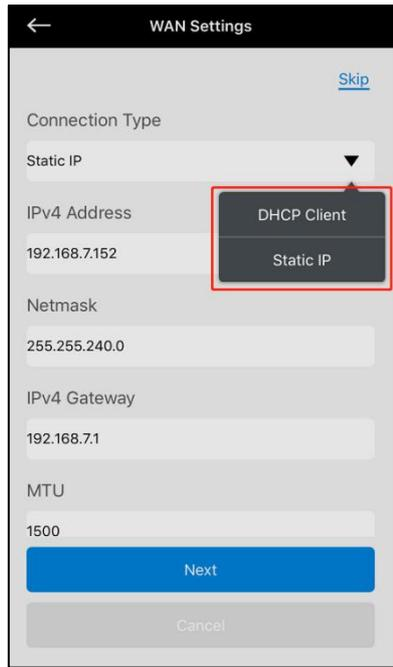 WAN Settings
Skip
Connection Type
Static IP
DHCP Client
Static IP
IPv4 Address
192.168.7.152
Netmask
255.255.240.0
IPv4 Gateway
192.168.7.1
MTU
1500
Next
Cancel